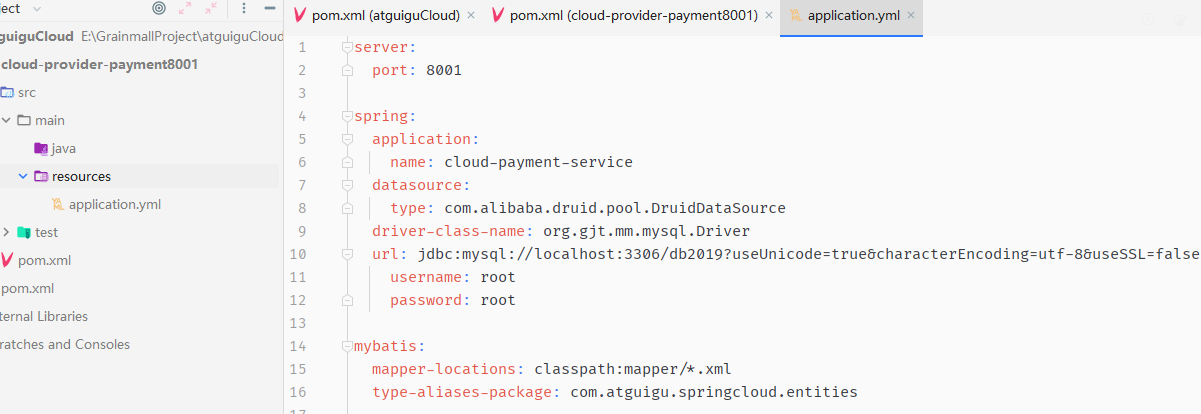 ject
guiguCloud E:\GrainmallProject\atguiguCloud
cloud-provider-payment8001
src
main
java
resources
application.yml
test
pom.xml
pom.xml
ternal Libraries
ratches and Consoles
pom.xml (atguiguCloud) ×
pom.xml (cloud-provider-payment8001) ×
application.yml ×
1 server:
2   port: 8001
3
4 spring:
5   application:
6     name: cloud-payment-service
7   datasource:
8     type: com.alibaba.druid.pool.DruidDataSource
9   driver-class-name: org.gjt.mm.mysql.Driver
10   url: jdbc:mysql://localhost:3306/db2019?useUnicode=true&characterEncoding=utf-8&useSSL=false
11     username: root
12     password: root
13
14 mybatis:
15   mapper-locations: classpath:mapper/*.xml
16   type-aliases-package: com.atguigu.springcloud.entities